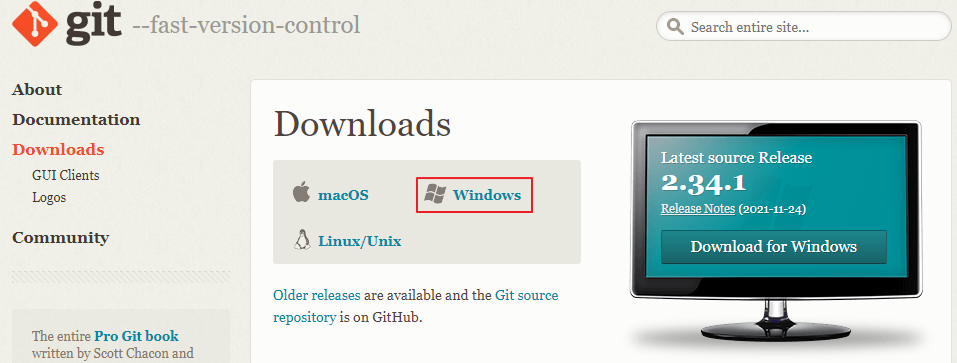 git --fast-version-control
Search entire site...
About
Documentation
Downloads
GUI Clients
Logos
Community
The entire Pro Git book
written by Scott Chacon and
Downloads
macOS
Windows
Linux/Unix
Older releases are available and the Git source
repository is on GitHub.
Latest source Release
2.34.1
Release Notes (2021-11-24)
Download for Windows